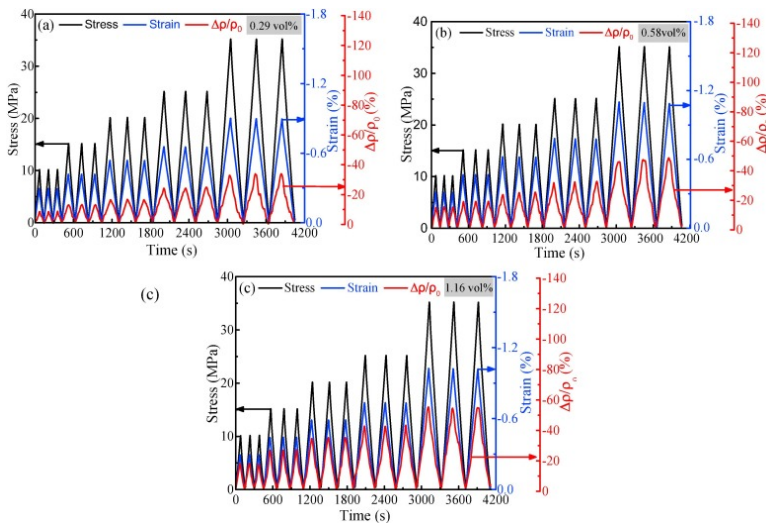 (a) Stress Strain Δρ/ρ0 0.29 vol%
Stress (MPa)
40
30
20
10
0
0 600 1200 1800 2400 3000 3600 4200
Time (s)
-1.8
-1.2
-0.6
0.0
Strain (%)
-140
-120
-100
-80
-60
-40
-20
0
Δρ/ρ0 (%)
(b) Stress Strain Δρ/ρ0 0.58vol%
Stress (MPa)
40
30
20
10
0
0 600 1200 1800 2400 3000 3600 4200
Time (s)
-1.8
-1.2
-0.6
0.0
Strain (%)
-140
-120
-100
-80
-60
-40
-20
0
Δρ/ρ0 (%)
(c)
(c) Stress Strain Δρ/ρ0 1.16 vol%
Stress (MPa)
40
30
20
10
0
0 600 1200 1800 2400 3000 3600 4200
Time (s)
-1.8
-1.2
-0.6
0.0
Strain (%)
-140
-120
-100
-80
-60
-40
-20
0
Δρ/ρ0 (%)